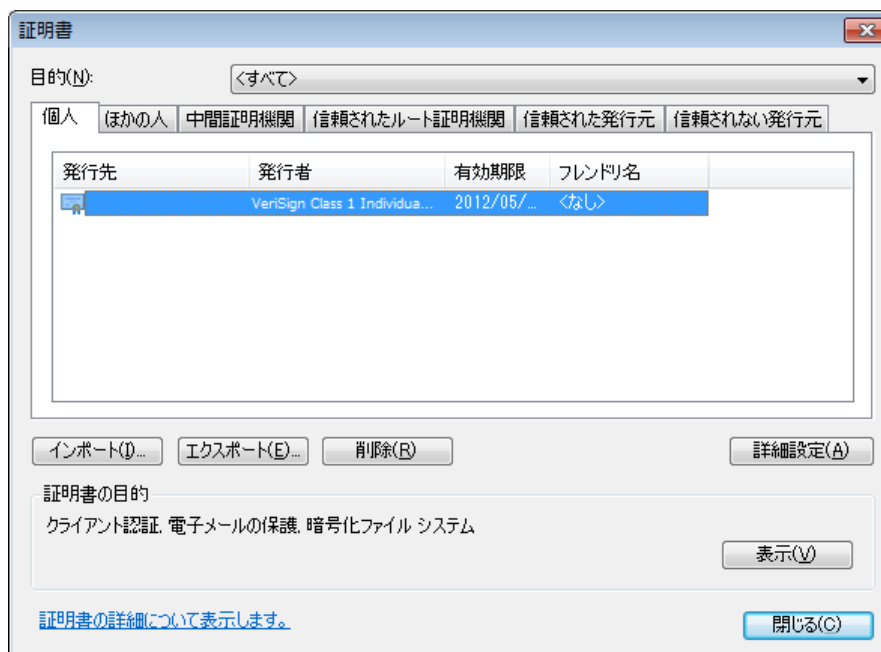 証明書
目的(N):
<すべて>
個人 ほかの人 中間証明機関 信頼されたルート証明機関 信頼された発行元 信頼されない発行元
発行先 発行者 有効期限 フレンドリ名
VeriSign Class 1 Individua... 2012/05/... <なし>
インポート(I)... エクスポート(E)... 削除(R) 詳細設定(A)
証明書の目的
クライアント認証, 電子メールの保護, 暗号化ファイル システム
表示(V)
証明書の詳細について表示します。
閉じる(C)